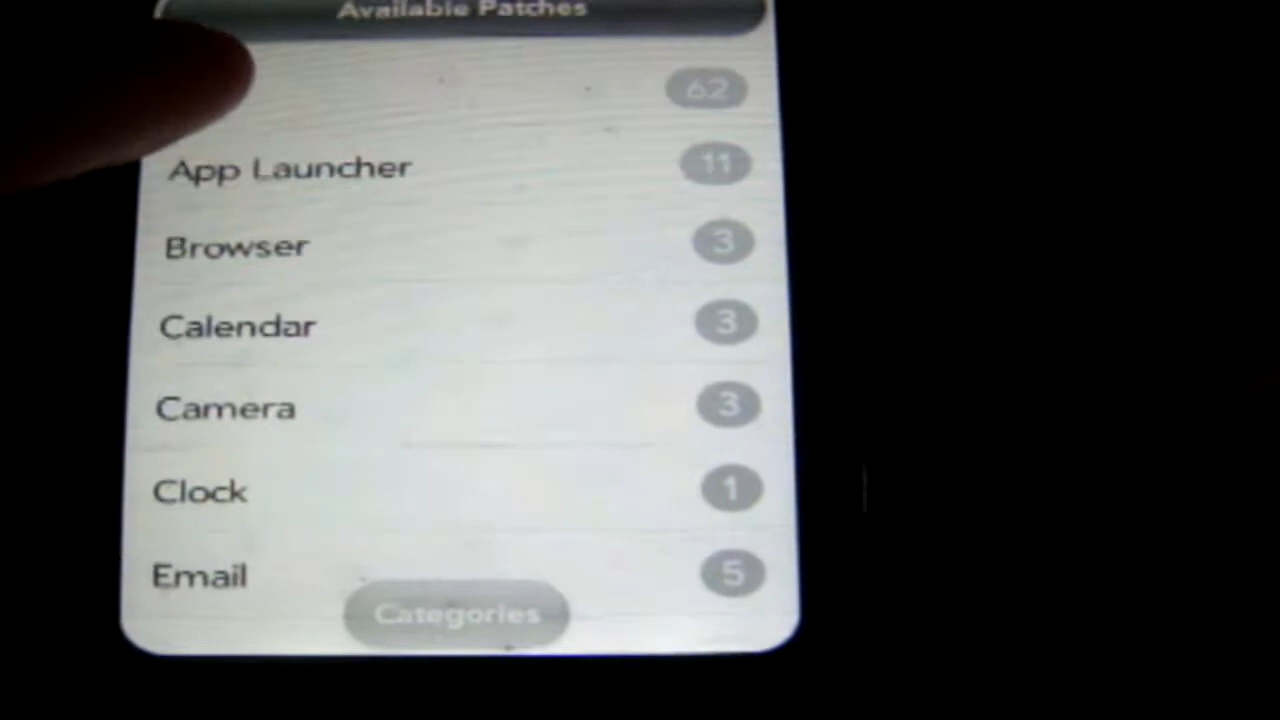 Available Patches
62
App Launcher 11
Browser 3
Calendar 3
Camera 3
Clock 1
Email 5
Categories